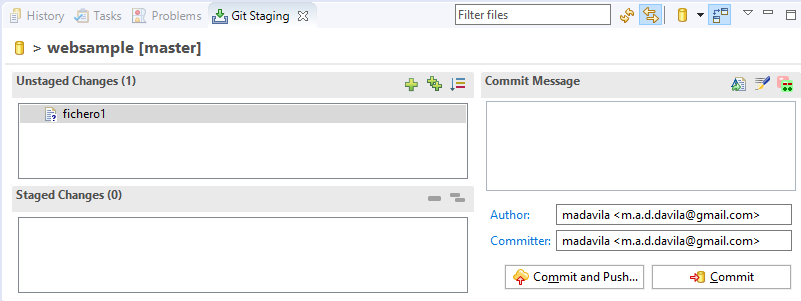 History Tasks Problems Git Staging Filter files
> websample [master]
Unstaged Changes (1)
fichero1
Staged Changes (0)
Commit Message
Author: madavila <m.a.d.davila@gmail.com>
Committer: madavila <m.a.d.davila@gmail.com>
Commit and Push... Commit